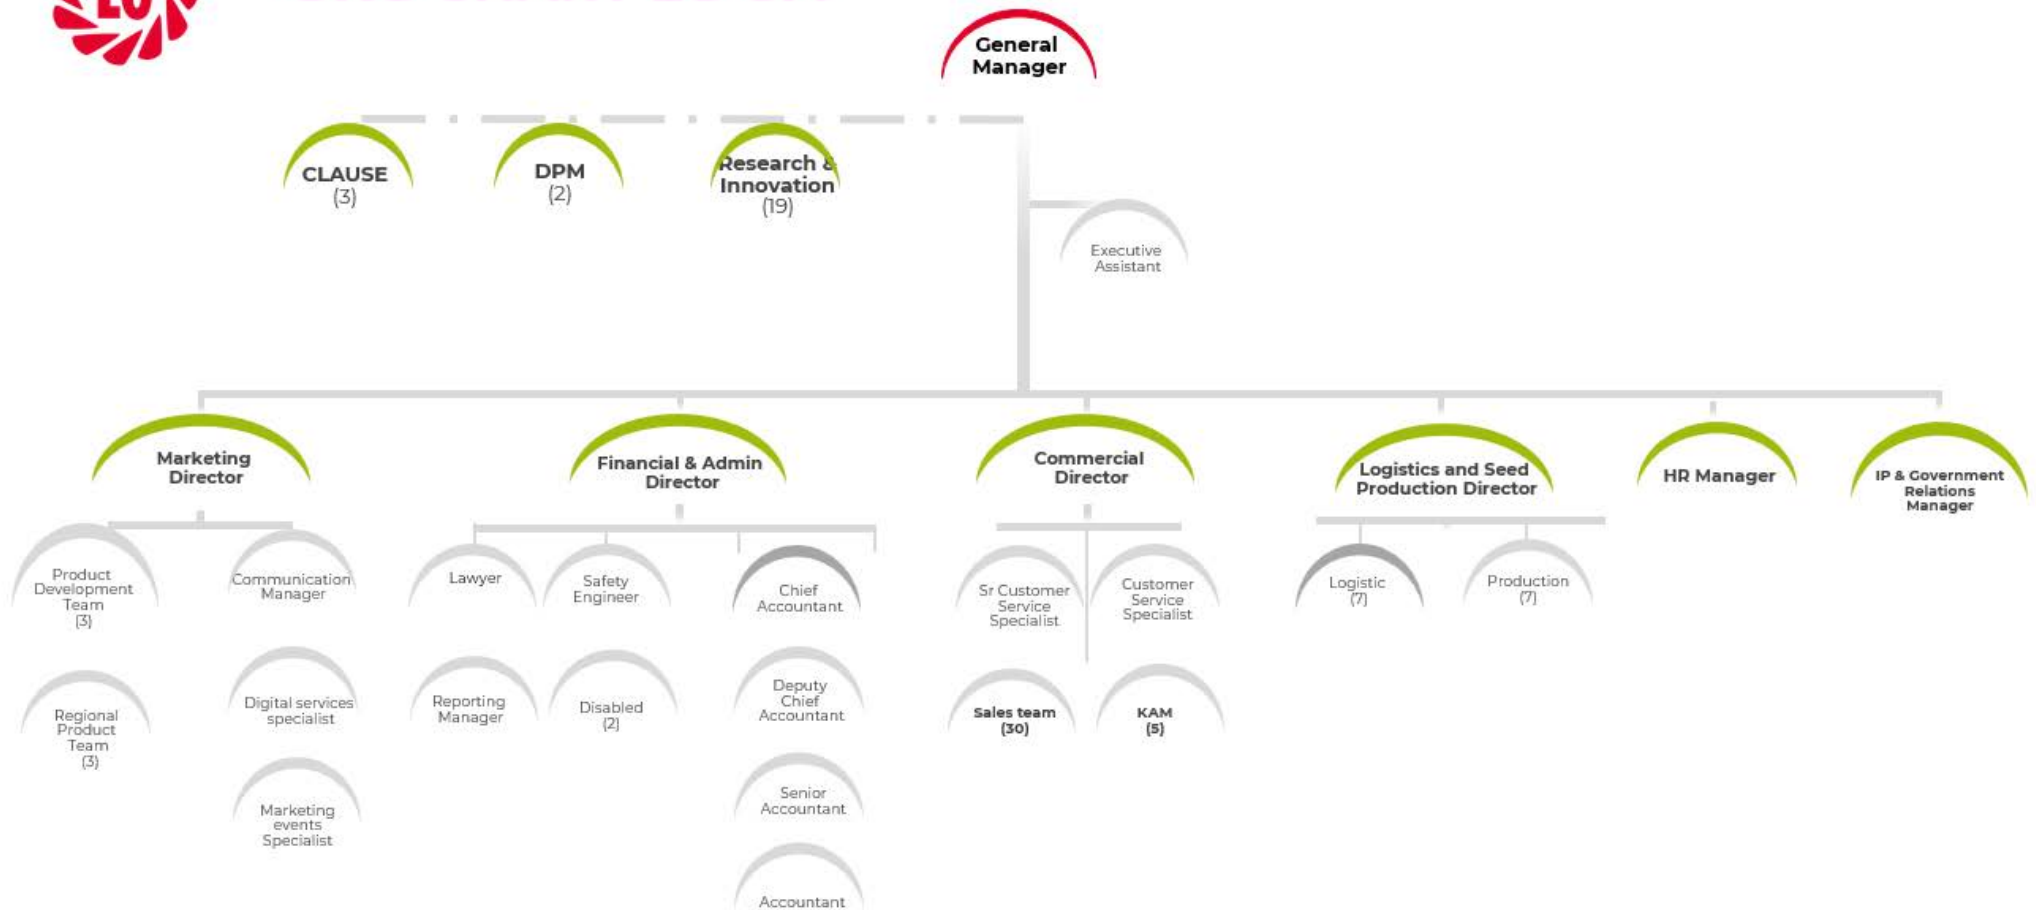 General
Manager
CLAUSE
(3)
DPM
(2)
Research &
Innovation
(19)
Executive
Assistant
Marketing
Director
Financial & Admin
Director
Commercial
Director
Logistics and Seed
Production Director
HR Manager
IP & Government
Relations
Manager
Product
Development
Team
(3)
Communication
Manager
Lawyer
Safety
Engineer
Chief
Accountant
Sr Customer
Service
Specialist
Customer
Service
Specialist
Logistic
(7)
Production
(7)
Regional
Product
Team
(3)
Digital services
specialist
Reporting
Manager
Disabled
(2)
Deputy
Chief
Accountant
Sales team
(30)
KAM
(5)
Marketing
events
Specialist
Senior
Accountant
Accountant